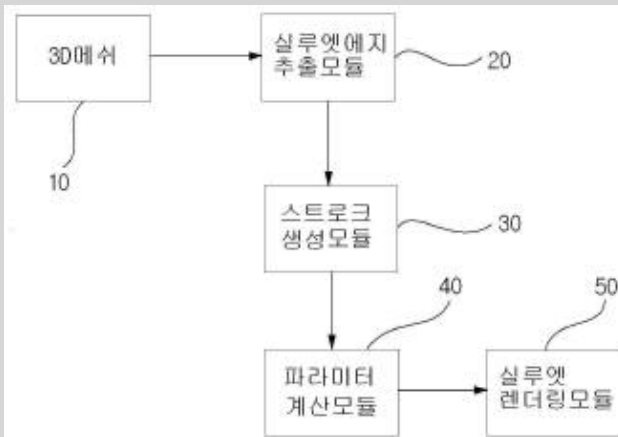 3D메쉬
실루엣에지
추출모듈
20
10
스트로크
생성모듈
30
40
50
파라미터
계산모듈
실루엣
렌더링모듈